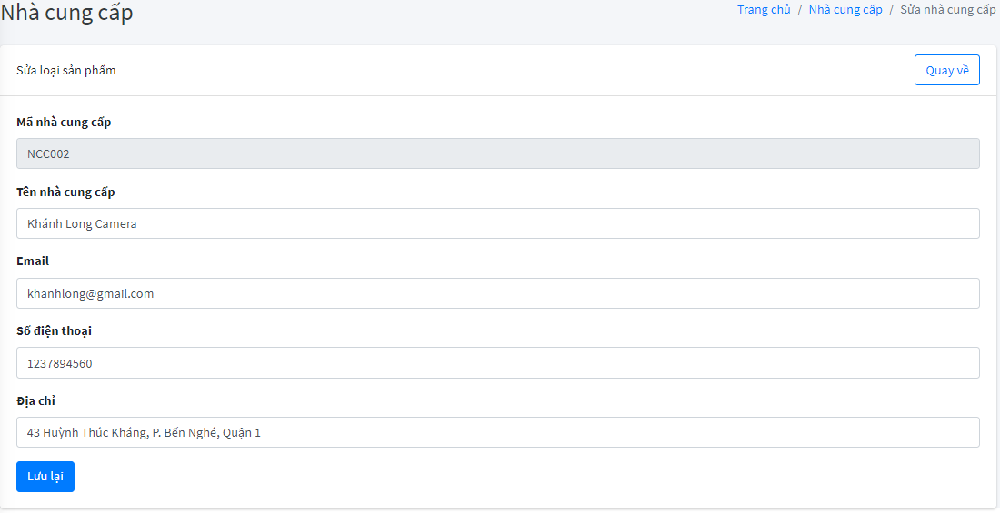 Nhà cung cấp
Trang chủ / Nhà cung cấp / Sửa nhà cung cấp
Sửa loại sản phẩm
Quay về
Mã nhà cung cấp
NCC002
Tên nhà cung cấp
Khánh Long Camera
Email
khanhlong@gmail.com
Số điện thoại
1237894560
Địa chỉ
43 Huỳnh Thúc Kháng, P. Bến Nghé, Quận 1
Lưu lại